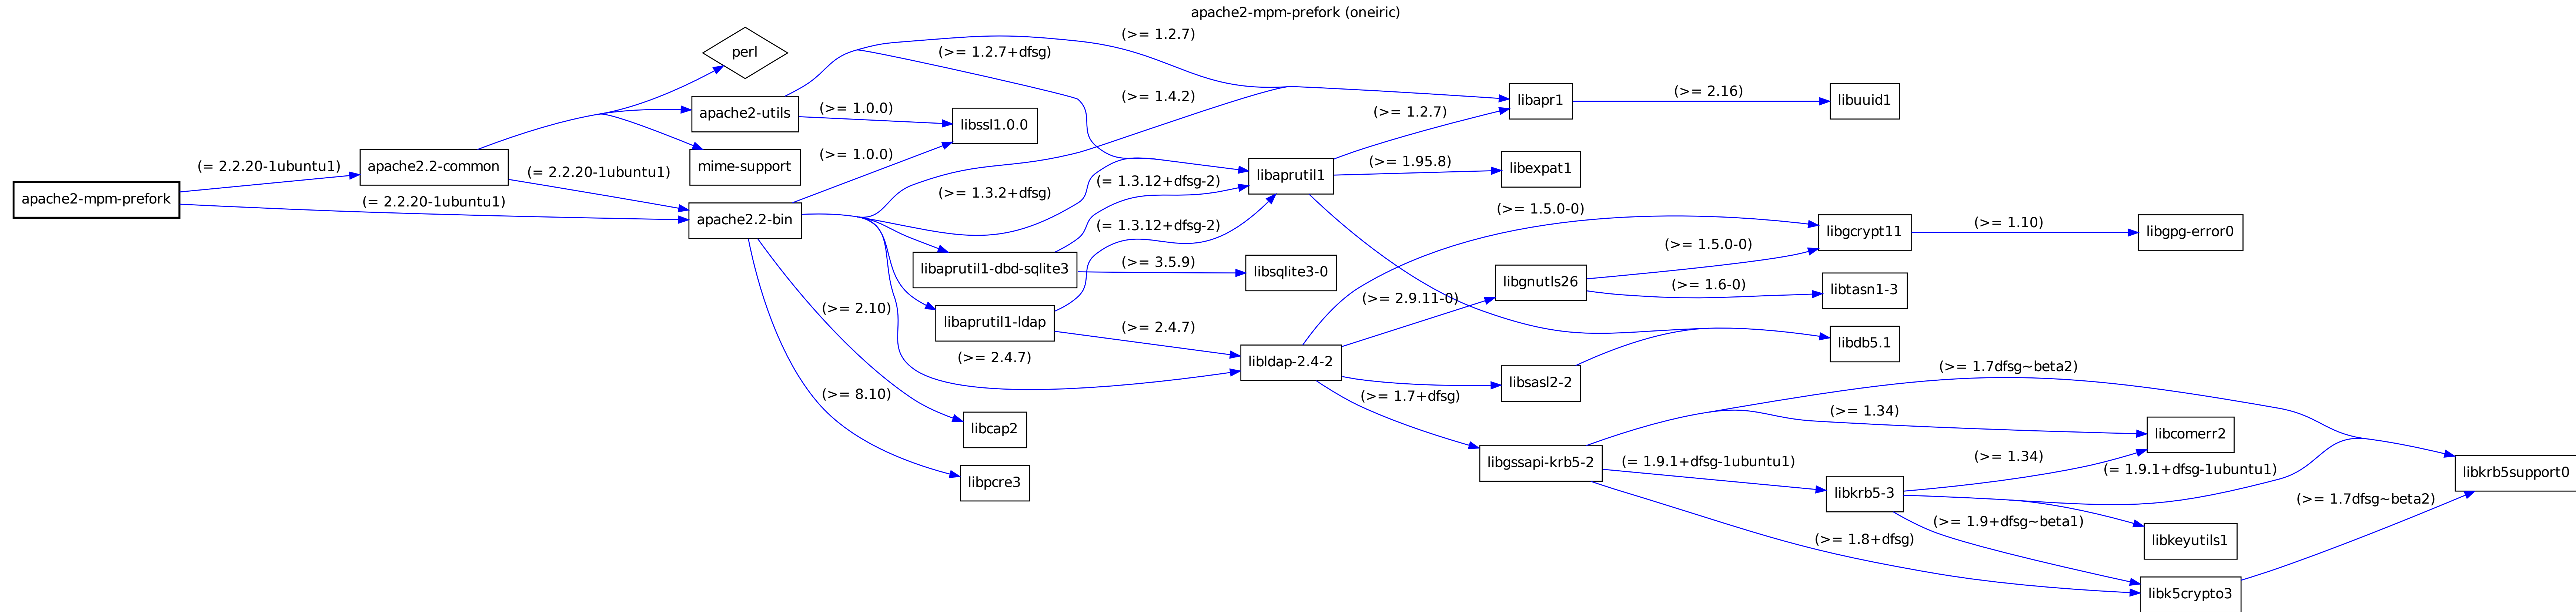 apache2-mpm-prefork (oneiric)
perl
(>= 1.2.7)
(>= 1.2.7+dfsg)
(>= 1.4.2)
apache2-utils
(>= 1.0.0)
libssl1.0.0
libapr1
(>= 2.16)
libuuid1
(>= 1.2.7)
apache2-mpm-prefork
(= 2.2.20-1ubuntu1)
apache2.2-common
(= 2.2.20-1ubuntu1)
mime-support
(>= 1.0.0)
(= 2.2.20-1ubuntu1)
apache2.2-bin
(>= 1.3.2+dfsg)
(= 1.3.12+dfsg-2)
libaprutil1
(>= 1.95.8)
libexpat1
(= 1.3.12+dfsg-2)
(>= 1.5.0-0)
libgcrypt11
(>= 1.10)
libgpg-error0
libaprutil1-dbd-sqlite3
(>= 3.5.9)
libsqlite3-0
(>= 1.5.0-0)
libgnutls26
(>= 1.6-0)
libtasn1-3
(>= 2.9.11-0)
(>= 2.10)
libaprutil1-ldap
(>= 2.4.7)
(>= 2.4.7)
libldap-2.4-2
libdb5.1
libsasl2-2
(>= 8.10)
(>= 1.7+dfsg)
(>= 1.7dfsg~beta2)
(>= 1.34)
libcap2
libcomerr2
libpcre3
libgssapi-krb5-2
(= 1.9.1+dfsg-1ubuntu1)
(>= 1.34)
(= 1.9.1+dfsg-1ubuntu1)
libkrb5support0
libkrb5-3
(>= 1.7dfsg~beta2)
(>= 1.9+dfsg~beta1)
(>= 1.8+dfsg)
libkeyutils1
libk5crypto3